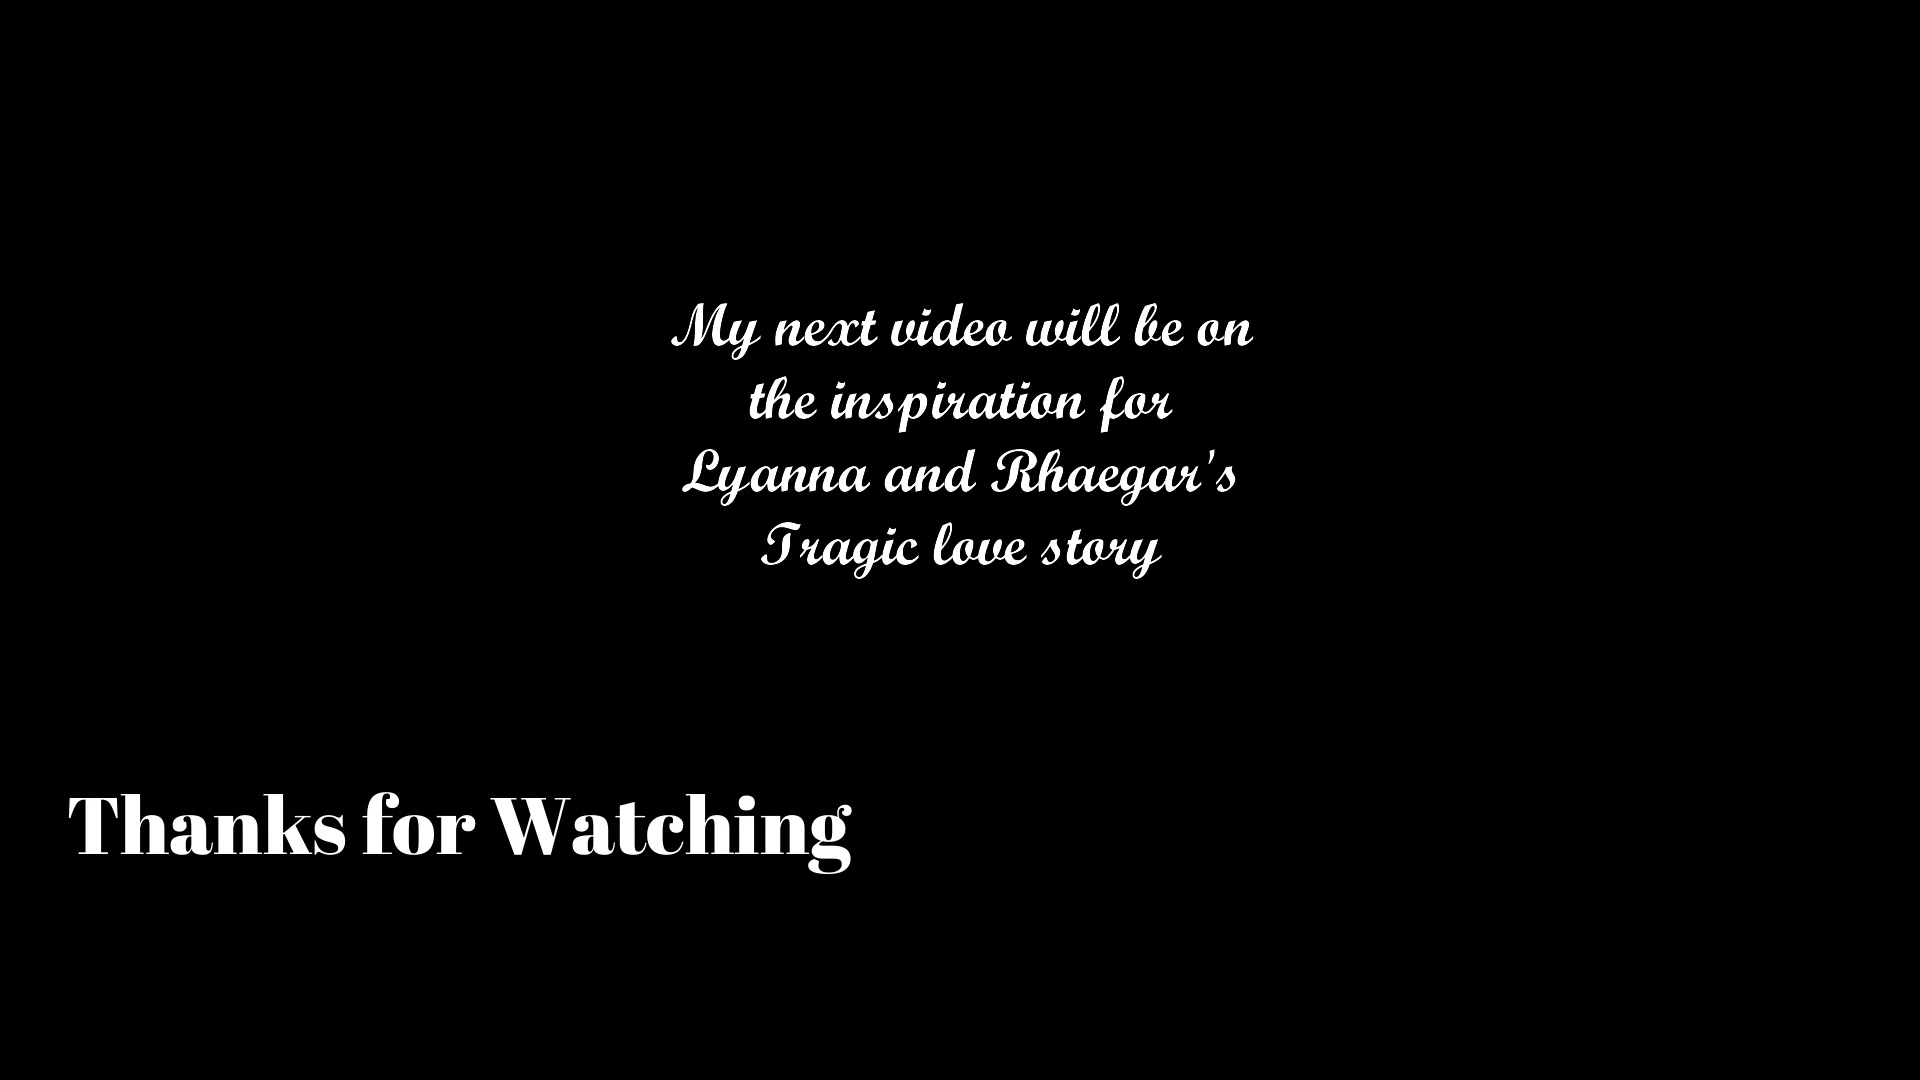 My next video will be on
the inspiration for
Lyanna and Rhaegar's
Tragic love story
Thanks for Watching